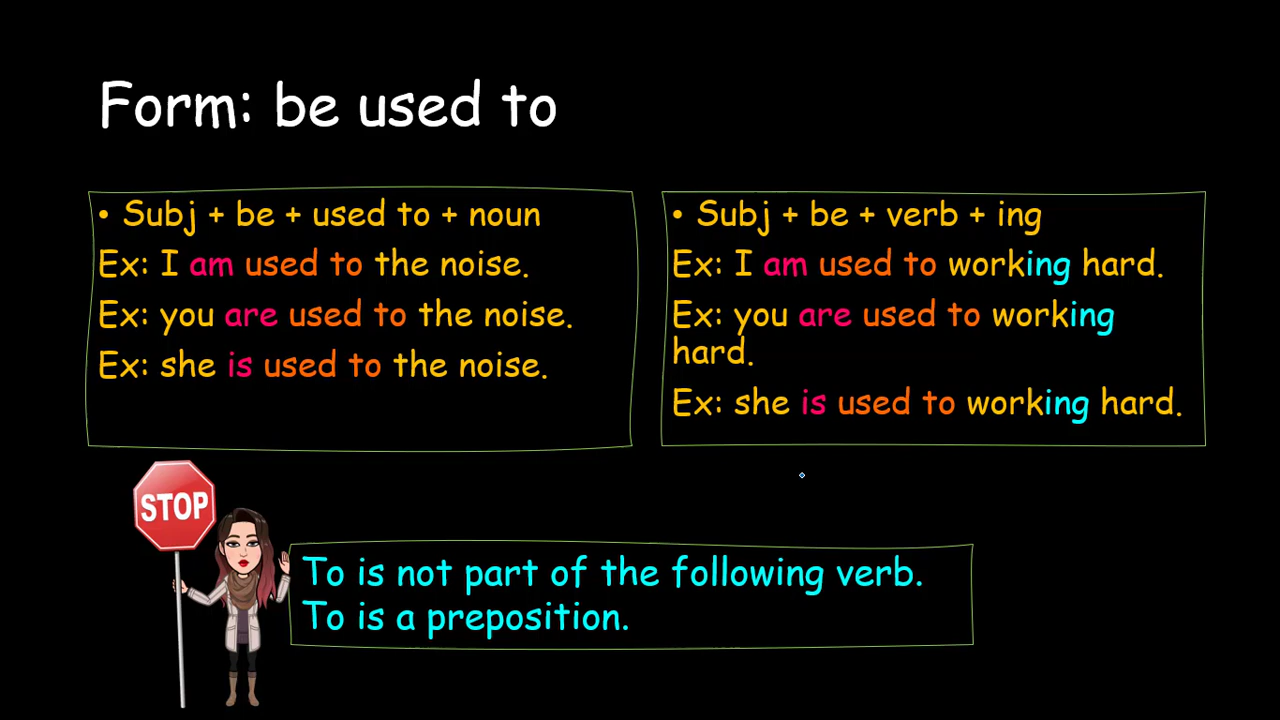 Form: be used to
• Subj + be + used to + noun
Ex: I am used to the noise.
Ex: you are used to the noise.
Ex: she is used to the noise.
• Subj + be + verb + ing
Ex: I am used to working hard.
Ex: you are used to working
hard.
Ex: she is used to working hard.
STOP
To is not part of the following verb.
To is a preposition.